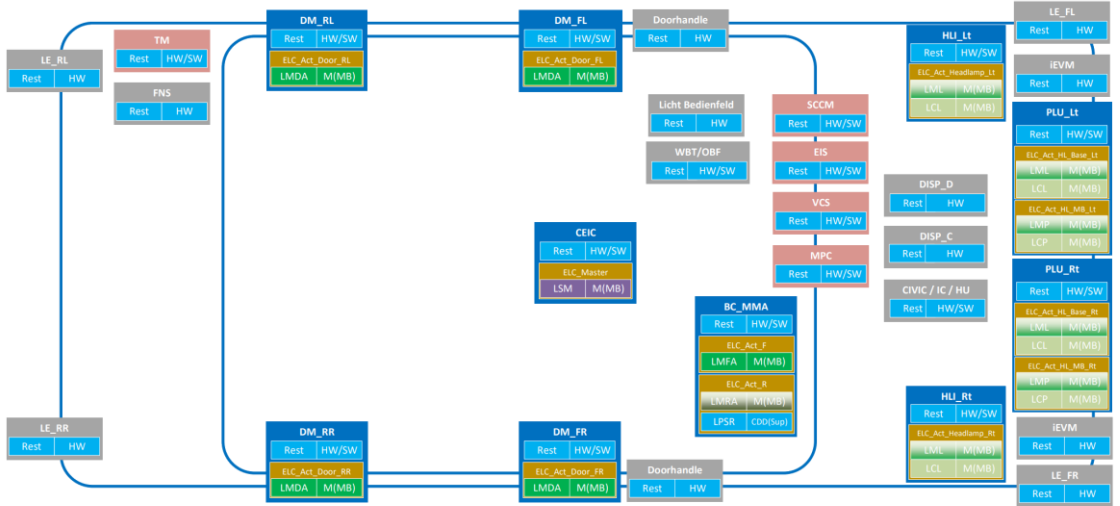 LE_RL
Rest HW
TM
Rest HW/SW
FNS
Rest HW
DM_RL
Rest HW/SW
ELC_Act_Door_RL
LMDA M(MB)
DM_FL
Rest HW/SW
ELC_Act_Door_FL
LMDA M(MB)
Doorhandle
Rest HW
Licht Bedienfeld
Rest HW
WBT/OBF
Rest HW/SW
SCCM
Rest HW/SW
EIS
Rest HW/SW
VCS
Rest HW/SW
MPC
Rest HW/SW
HLI_Lt
Rest HW/SW
ELC_Act_Headlamp_Lt
LML M(MB)
LCL M(MB)
LE_FL
Rest HW
iEVM
Rest HW
PLU_Lt
Rest HW/SW
ELC_Act_HL_Base_Lt
LML M(MB)
LCL M(MB)
ELC_Act_HL_MB_Lt
LMP M(MB)
LCP M(MB)
DISP_D
Rest HW
DISP_C
Rest HW
CIVIC / IC / HU
Rest HW/SW
CEIC
Rest HW/SW
ELC_Master
LSM M(MB)
BC_MMA
Rest HW/SW
ELC_Act_F
LMFA M(MB)
ELC_Act_R
LMRA M(MB)
LPSR CDD(Sup)
PLU_Rt
Rest HW/SW
ELC_Act_HL_Base_Rt
LML M(MB)
LCL M(MB)
ELC_Act_HL_MB_Rt
LMP M(MB)
LCP M(MB)
LE_RR
Rest HW
DM_RR
Rest HW/SW
ELC_Act_Door_RR
LMDA M(MB)
DM_FR
Rest HW/SW
ELC_Act_Door_FR
LMDA M(MB)
Doorhandle
Rest HW
HLI_Rt
Rest HW/SW
ELC_Act_Headlamp_Rt
LML M(MB)
LCL M(MB)
iEVM
Rest HW
LE_FR
Rest HW